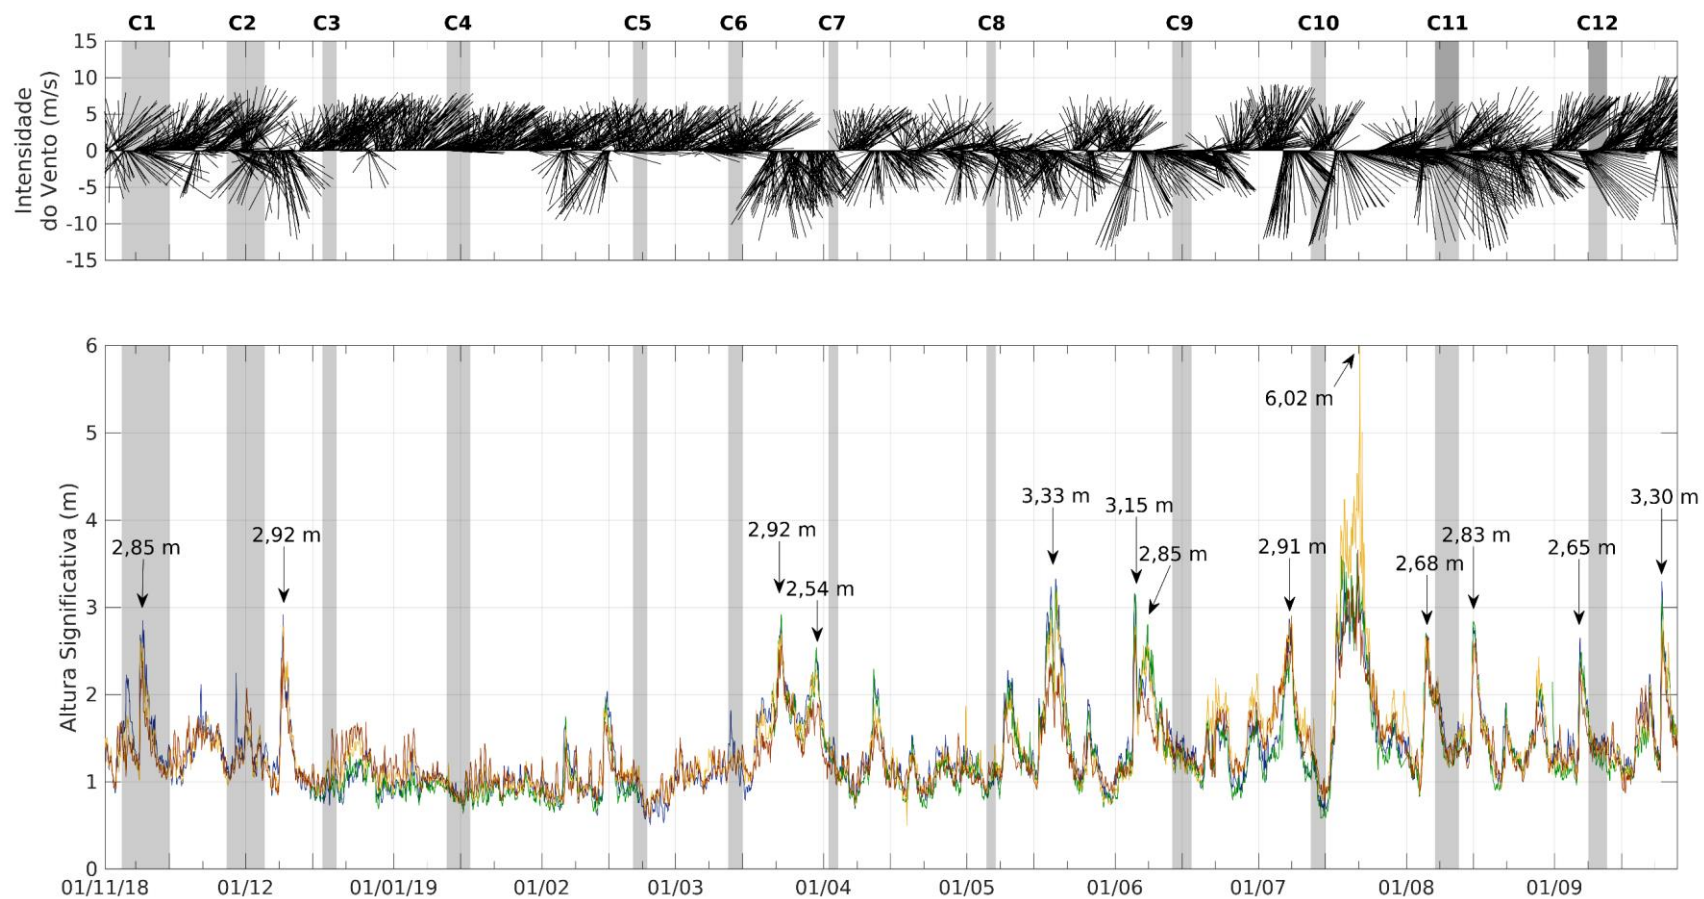 C1 C2 C3 C4 C5 C6 C7 C8 C9 C10 C11 C12
Intensidade
do Vento (m/s)
15
10
5
0
-5
-10
-15
Altura Significativa (m)
6
5
4
3
2
1
0
6,02 m
3,33 m
3,15 m
3,30 m
2,85 m
2,92 m
2,92 m
2,54 m
2,85 m
2,91 m
2,68 m
2,83 m
2,65 m
01/11/18 01/12 01/01/19 01/02 01/03 01/04 01/05 01/06 01/07 01/08 01/09